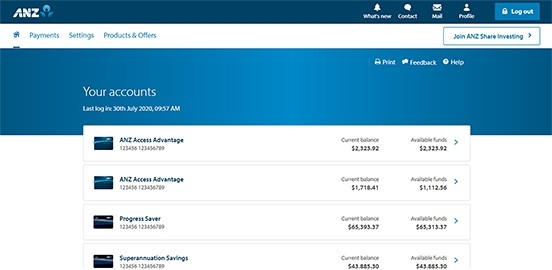 ANZ
What's new
Contact
Mail
Profile
Log out
Payments
Settings
Products & Offers
Join ANZ Share Investing
Print
Feedback
Help
Your accounts
Last log in: 30th July 2020, 09:57 AM
ANZ Access Advantage
123456 123456789
Current balance
$2,323.92
Available funds
$2,323.92
ANZ Access Advantage
123456 123456789
Current balance
$1,718.41
Available funds
$1,112.56
Progress Saver
123456 123456789
Current balance
$65,393.37
Available funds
$65,313.37
Superannuation Savings
123456 123456789
Current balance
$43,885.30
Available funds
$43,885.30